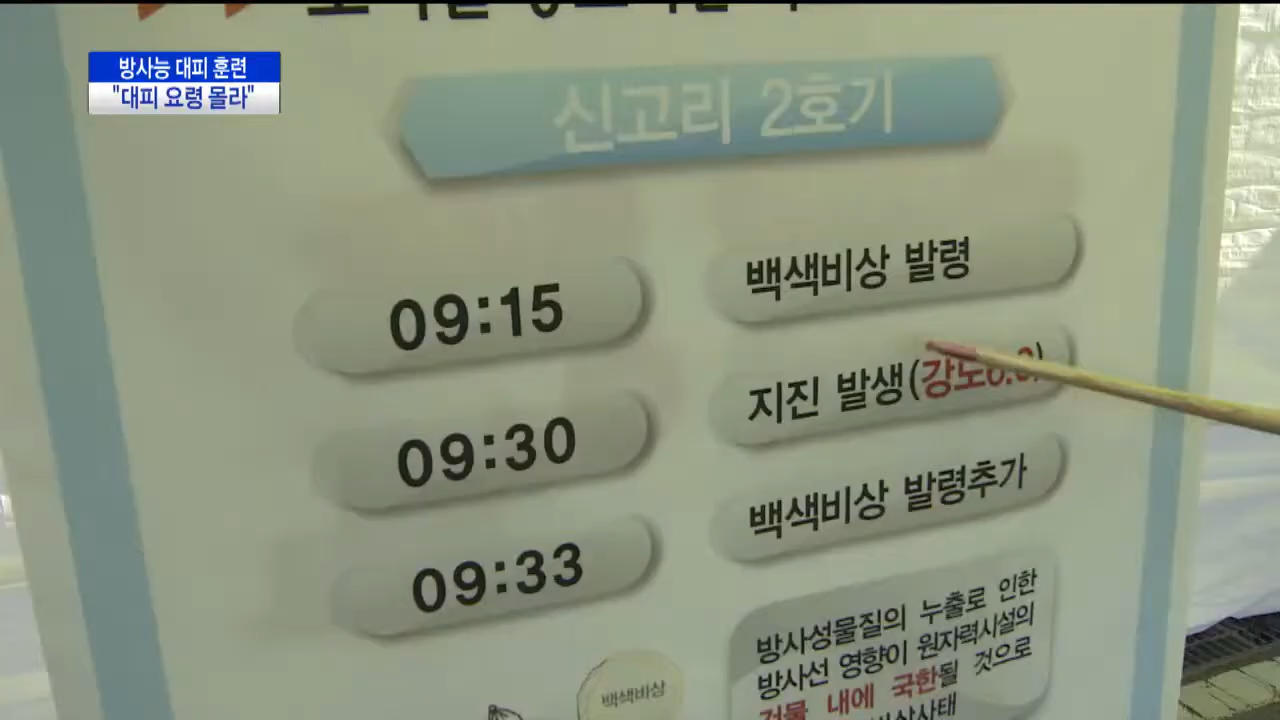 방사능 대피 훈련
"대피 요령 몰라"
신고리 2호기
09:15
백색비상 발령
09:30
지진 발생(강도6.0)
09:33
백색비상 발령추가
방사성물질의 누출로 인한
방사선 영향이 원자력시설의
건물 내에 국한될 것으로
백색비상